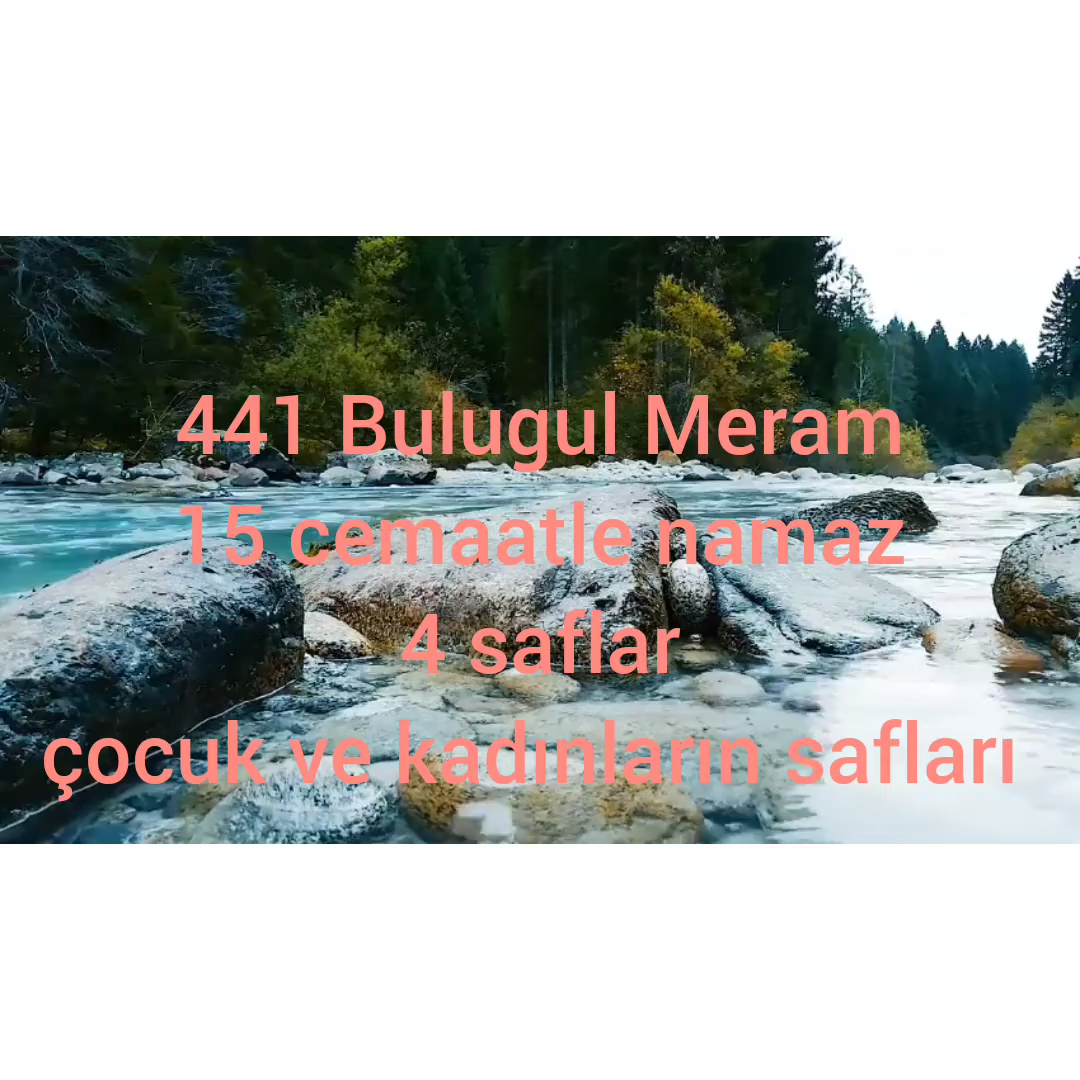 441 Bulugul Meram
15 cemaatle namaz
4 saflar
çocuk ve kadınların safları